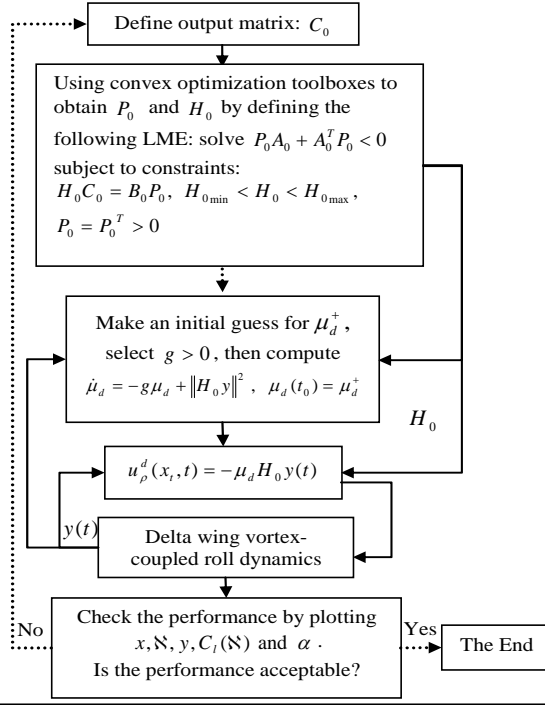 Define output matrix: C₀
Using convex optimization toolboxes to
obtain P₀ and H₀ by defining the
following LME: solve P₀A₀ + A₀ᵀP₀ < 0
subject to constraints:
H₀C₀ = B₀P₀, H₀min < H₀ < H₀max,
P₀ = P₀ᵀ > 0
Make an initial guess for μ_d⁺,
select g > 0, then compute
μ̇_d = −gμ_d + ‖H₀y‖², μ_d(t₀) = μ_d⁺
H₀
u_ρ^d(x_t, t) = −μ_d H₀ y(t)
y(t)
Delta wing vortex-
coupled roll dynamics
No
Check the performance by plotting
x, ℵ, y, C_l(ℵ) and α.
Is the performance acceptable?
Yes
The End